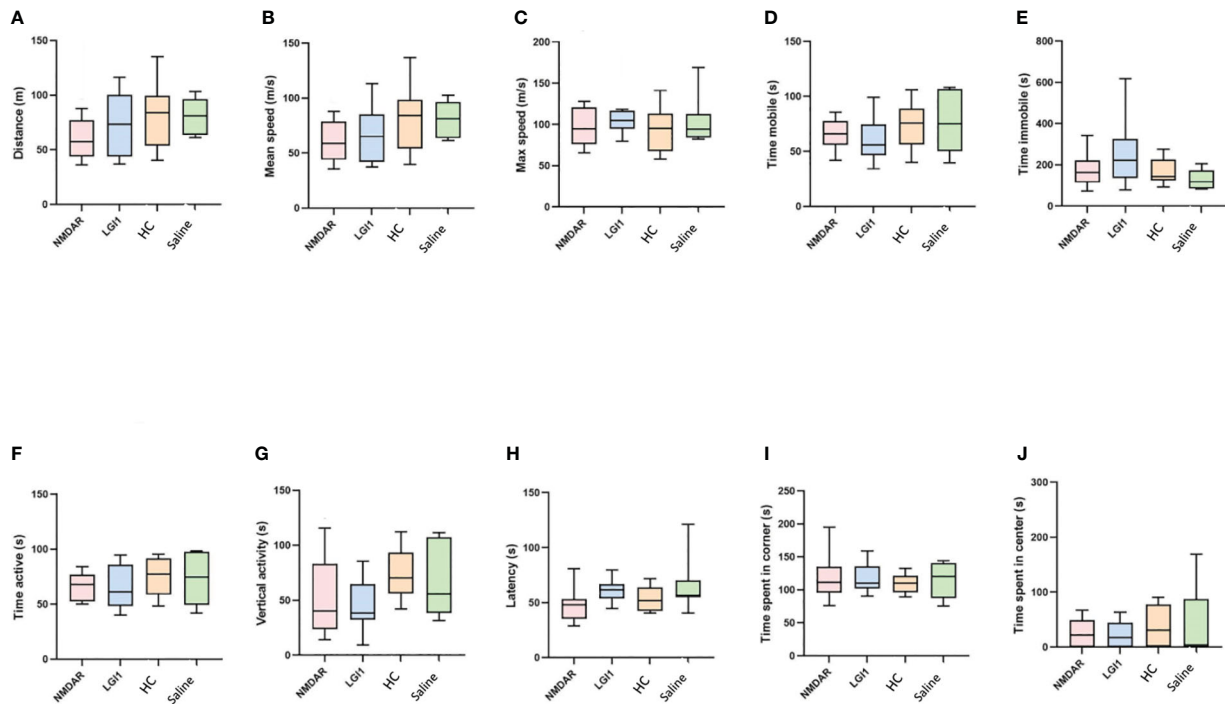 A
B
C
D
E
Distance (m)
150
100
50
0
NMDAR
LGI1
HC
Saline
Mean speed (m/s)
150
100
50
0
NMDAR
LGI1
HC
Saline
Max speed (m/s)
200
150
100
50
0
NMDAR
LGI1
HC
Saline
Time mobile (s)
150
100
50
0
NMDAR
LGI1
HC
Saline
Time immobile (s)
800
600
400
200
0
NMDAR
LGI1
HC
Saline
F
G
H
I
J
Time active (s)
150
100
50
0
NMDAR
LGI1
HC
Saline
Vertical activity (s)
150
100
50
0
NMDAR
LGI1
HC
Saline
Latency (s)
150
100
50
0
NMDAR
LGI1
HC
Saline
Time spent in corner (s)
250
200
150
100
50
0
NMDAR
LGI1
HC
Saline
Time spent in center (s)
300
200
100
0
NMDAR
LGI1
HC
Saline